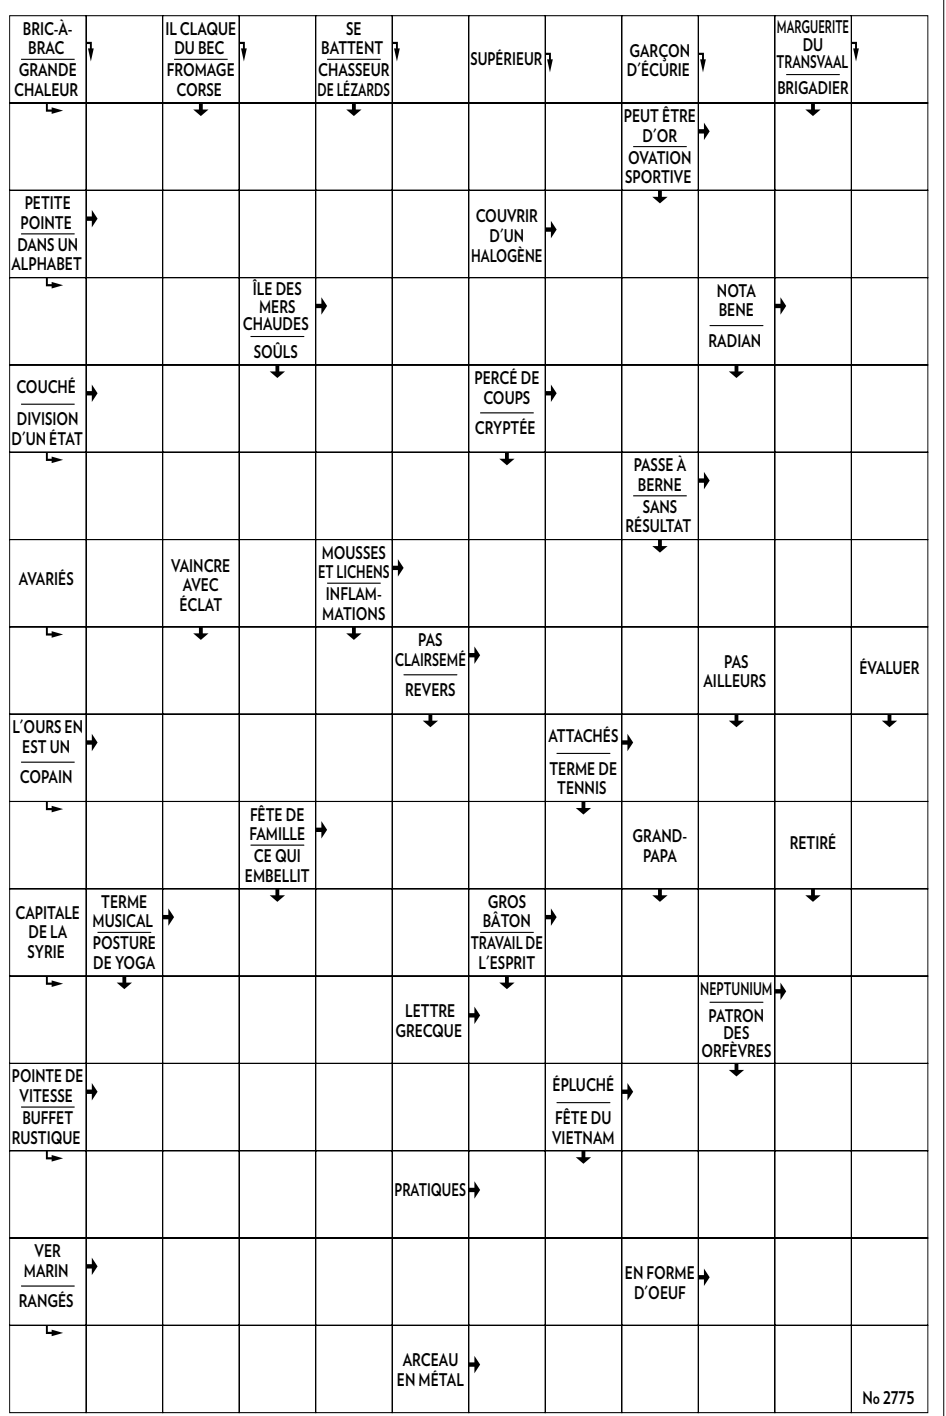 BRIC-À-
BRAC
GRANDE
CHALEUR
IL CLAQUE
DU BEC
FROMAGE
CORSE
SE
BATTENT
CHASSEUR
DE LÉZARDS
SUPÉRIEUR
GARÇON
D'ÉCURIE
MARGUERITE
DU
TRANSVAAL
BRIGADIER
PEUT ÊTRE
D'OR
OVATION
SPORTIVE
PETITE
POINTE
DANS UN
ALPHABET
COUVRIR
D'UN
HALOGÈNE
ÎLE DES
MERS
CHAUDES
SOÛLS
NOTA
BENE
RADIAN
COUCHÉ
DIVISION
D'UN ÉTAT
PERCÉ DE
COUPS
CRYPTÉE
PASSE À
BERNE
SANS
RÉSULTAT
AVARIÉS
VAINCRE
AVEC
ÉCLAT
MOUSSES
ET LICHENS
INFLAM-
MATIONS
PAS
CLAIRSEMÉ
REVERS
PAS
AILLEURS
ÉVALUER
L'OURS EN
EST UN
COPAIN
ATTACHÉS
TERME DE
TENNIS
FÊTE DE
FAMILLE
CE QUI
EMBELLIT
GRAND-
PAPA
RETIRÉ
CAPITALE
DE LA
SYRIE
TERME
MUSICAL
POSTURE
DE YOGA
GROS
BÂTON
TRAVAIL DE
L'ESPRIT
LETTRE
GRECQUE
NEPTUNIUM
PATRON
DES
ORFÈVRES
POINTE DE
VITESSE
BUFFET
RUSTIQUE
ÉPLUCHÉ
FÊTE DU
VIETNAM
PRATIQUES
VER
MARIN
RANGÉS
EN FORME
D'OEUF
ARCEAU
EN MÉTAL
No 2775